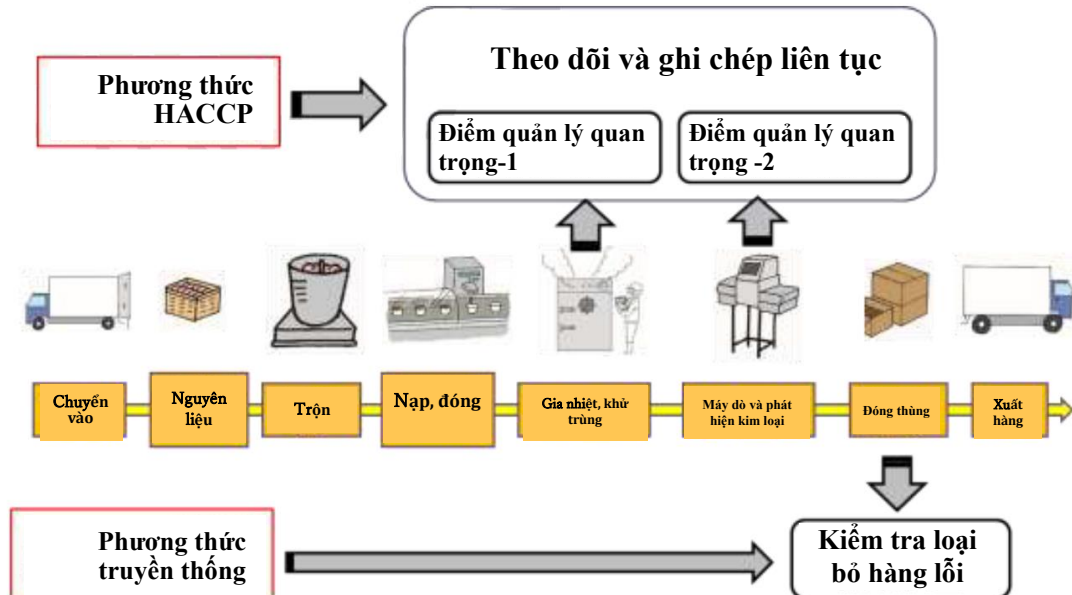 Phương thức
HACCP
Theo dõi và ghi chép liên tục
Điểm quản lý quan
trọng-1
Điểm quản lý quan
trọng -2
Chuyển
vào
Nguyên
liệu
Trộn
Nạp, đóng
Gia nhiệt, khử
trùng
Máy dò và phát
hiện kim loại
Đóng thùng
Xuất
hàng
Phương thức
truyền thống
Kiểm tra loại
bỏ hàng lỗi